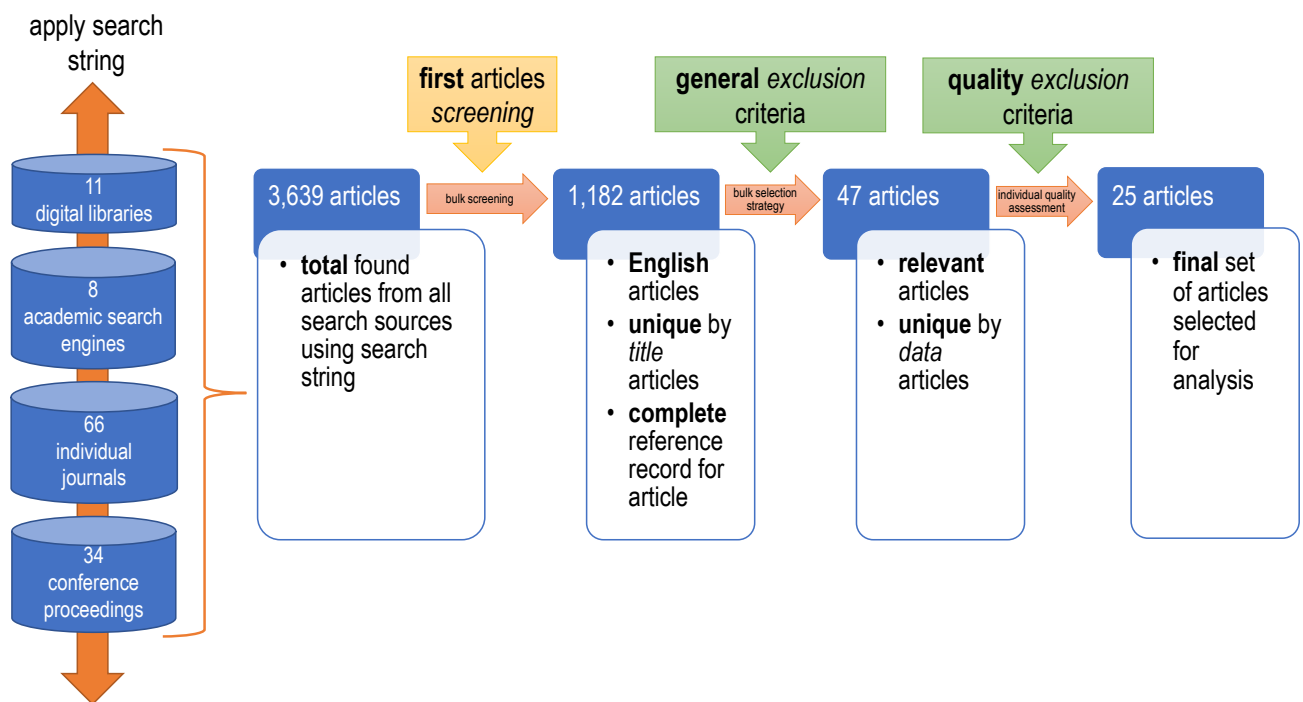 apply search
string
11
digital libraries
8
academic search
engines
66
individual
journals
34
conference
proceedings
first articles
screening
general exclusion
criteria
quality exclusion
criteria
3,639 articles
bulk screening
1,182 articles
bulk selection
strategy
47 articles
individual quality
assessment
25 articles
• total found
articles from all
search sources
using search
string
• English
articles
• unique by
title
articles
• complete
reference
record for
article
• relevant
articles
• unique by
data
articles
• final set
of articles
selected
for
analysis